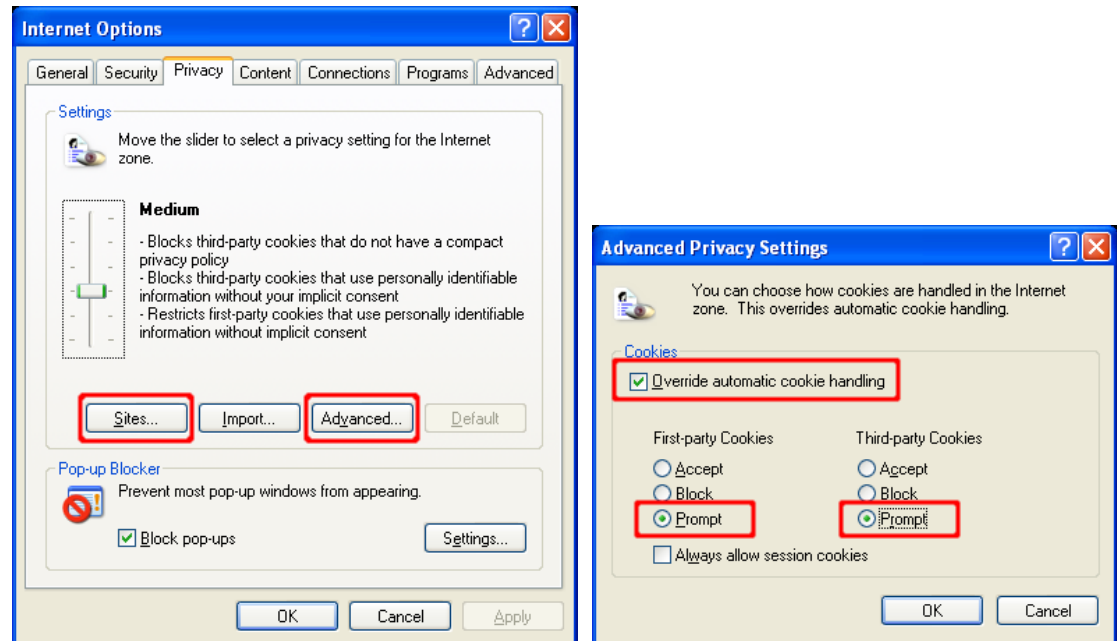 Internet Options
General Security Privacy Content Connections Programs Advanced
Settings
Move the slider to select a privacy setting for the Internet
zone.
Medium
- Blocks third-party cookies that do not have a compact
privacy policy
- Blocks third-party cookies that use personally identifiable
information without your implicit consent
- Restricts first-party cookies that use personally identifiable
information without implicit consent
Sites... Import... Advanced... Default
Pop-up Blocker
Prevent most pop-up windows from appearing.
Block pop-ups Settings...
OK Cancel Apply
Advanced Privacy Settings
You can choose how cookies are handled in the Internet
zone. This overrides automatic cookie handling.
Cookies
Override automatic cookie handling
First-party Cookies Third-party Cookies
Accept Accept
Block Block
Prompt Prompt
Always allow session cookies
OK Cancel